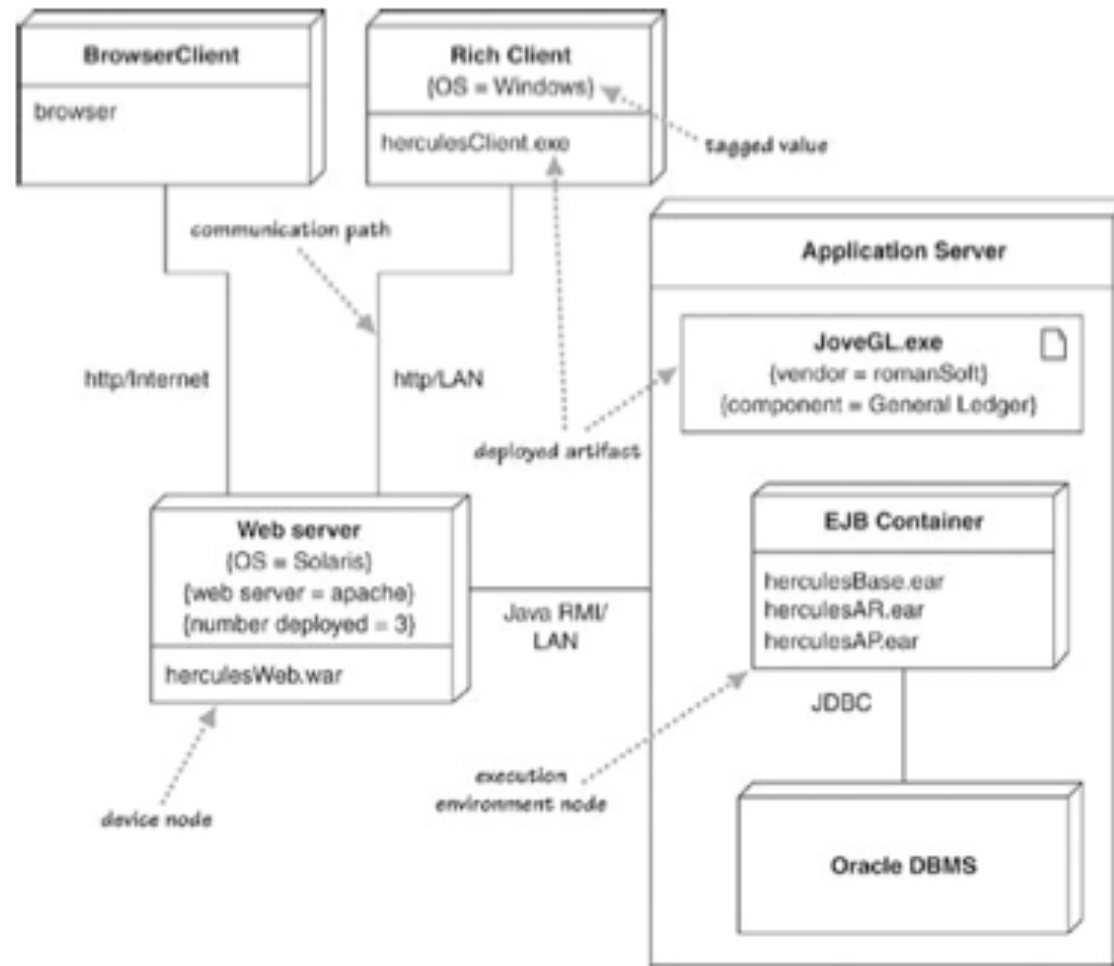 BrowserClient
browser
Rich Client
{OS = Windows}
herculesClient.exe
tagged value
communication path
http/Internet
http/LAN
deployed artifact
Application Server
JoveGL.exe
{vendor = romanSoft}
{component = General Ledger}
Web server
{OS = Solaris}
{web server = apache}
{number deployed = 3}
herculesWeb.war
Java RMI/
LAN
EJB Container
herculesBase.ear
herculesAR.ear
herculesAP.ear
JDBC
execution
environment node
device node
Oracle DBMS